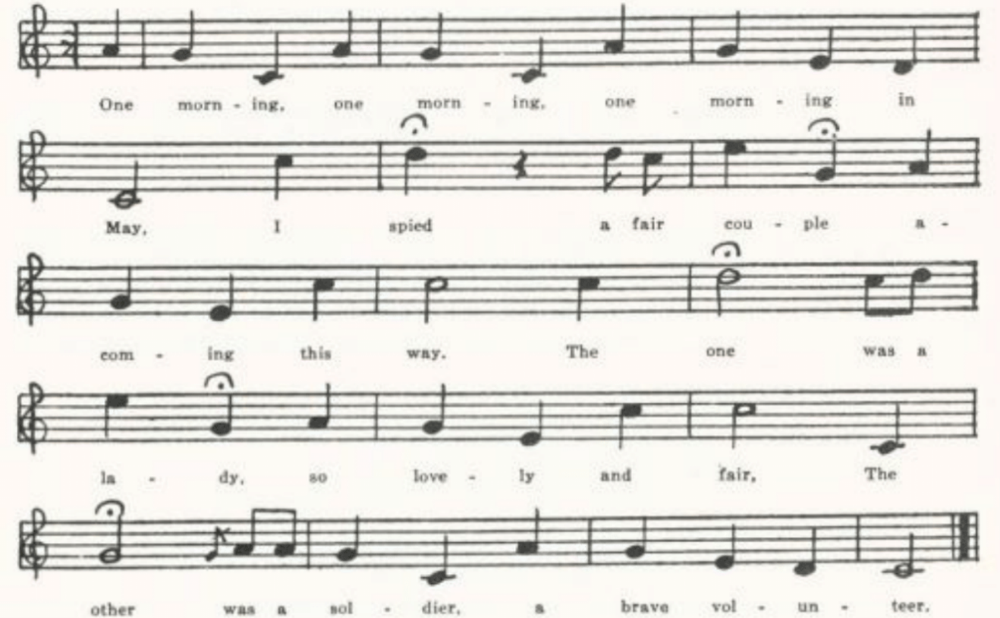 One morn - ing, one morn - ing, one morn - ing in
May, I spied a fair cou - ple a -
com - ing this way. The one was a
la - dy, so love - ly and fair, The
other was a sol - dier, a brave vol - un - teer.